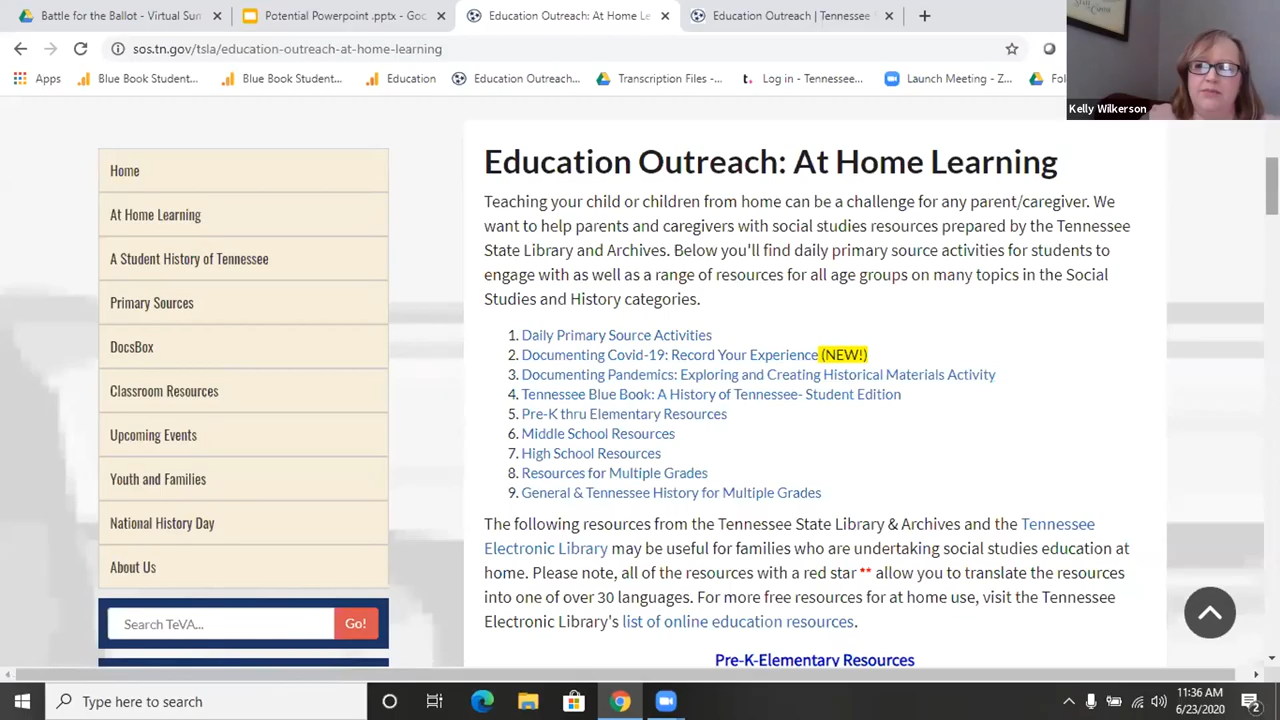 Battle for the Ballot - Virtual Sum
Potential Powerpoint .pptx - Goo
Education Outreach: At Home Le
Education Outreach | Tennessee
sos.tn.gov/tsla/education-outreach-at-home-learning
Apps
Blue Book Student...
Blue Book Student...
Education
Education Outreach...
Transcription Files -...
Log in - Tennessee...
Launch Meeting - Z...
Fol
Kelly Wilkerson
Home
At Home Learning
A Student History of Tennessee
Primary Sources
DocsBox
Classroom Resources
Upcoming Events
Youth and Families
National History Day
About Us
Search TeVA...
Go!
Education Outreach: At Home Learning
Teaching your child or children from home can be a challenge for any parent/caregiver. We
want to help parents and caregivers with social studies resources prepared by the Tennessee
State Library and Archives. Below you'll find daily primary source activities for students to
engage with as well as a range of resources for all age groups on many topics in the Social
Studies and History categories.
1. Daily Primary Source Activities
2. Documenting Covid-19: Record Your Experience (NEW!)
3. Documenting Pandemics: Exploring and Creating Historical Materials Activity
4. Tennessee Blue Book: A History of Tennessee- Student Edition
5. Pre-K thru Elementary Resources
6. Middle School Resources
7. High School Resources
8. Resources for Multiple Grades
9. General & Tennessee History for Multiple Grades
The following resources from the Tennessee State Library & Archives and the Tennessee
Electronic Library may be useful for families who are undertaking social studies education at
home. Please note, all of the resources with a red star ** allow you to translate the resources
into one of over 30 languages. For more free resources for at home use, visit the Tennessee
Electronic Library's list of online education resources.
Pre-K-Elementary Resources
Type here to search
11:36 AM
6/23/2020
2